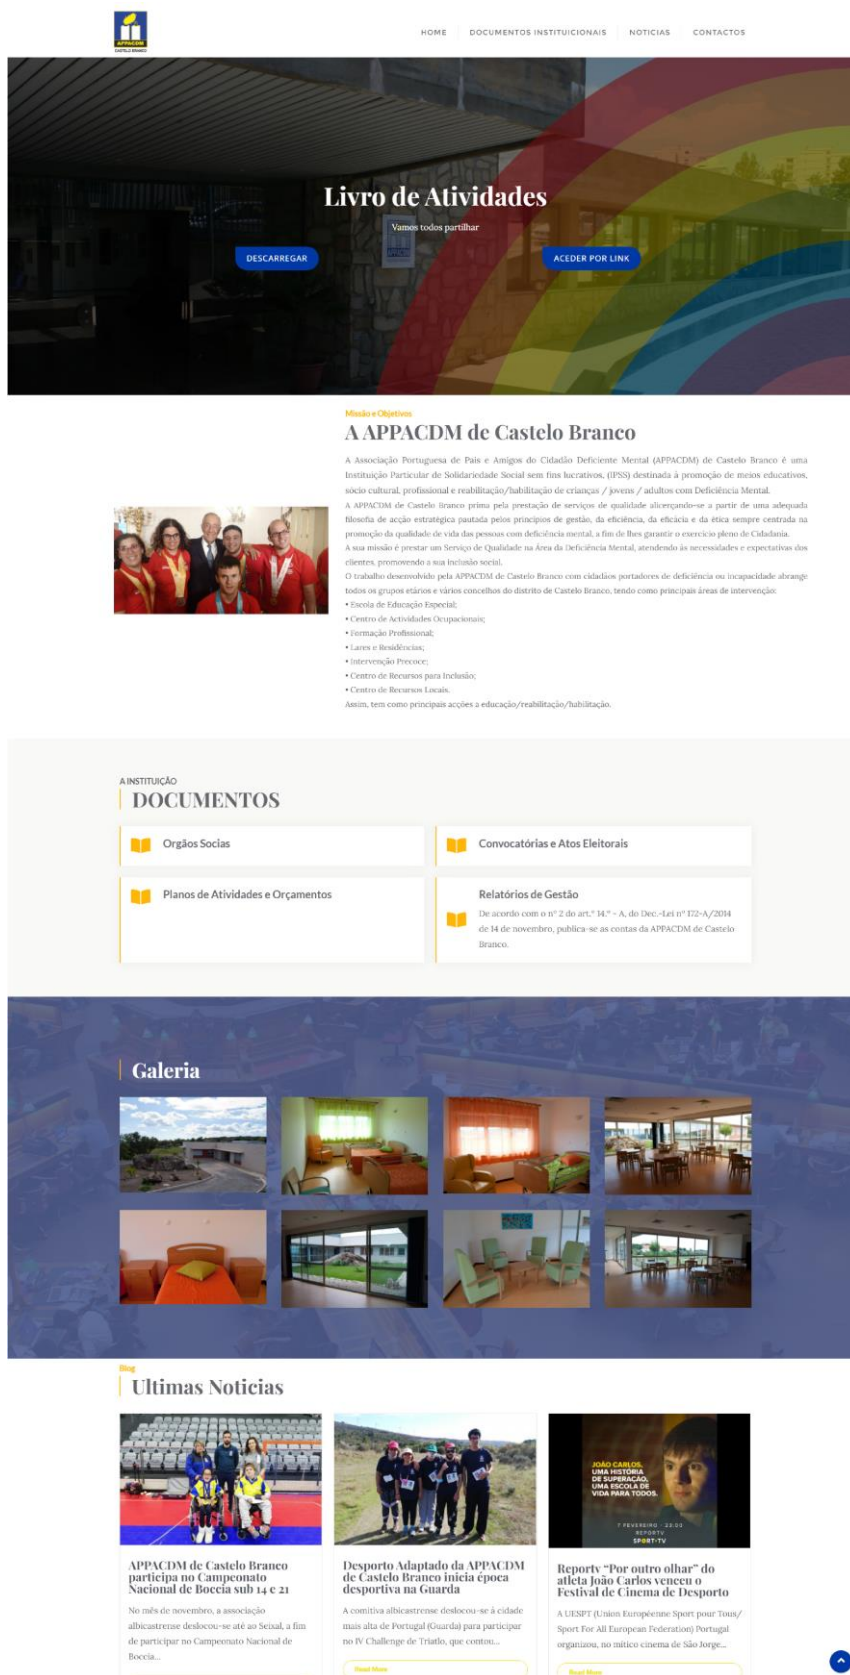 APPACDM
CASTELO BRANCO
HOME
DOCUMENTOS INSTITUICIONAIS
NOTICIAS
CONTACTOS
Livro de Atividades
Vamos todos partilhar
APPACDM
DESCARREGAR
ACEDER POR LINK
Missão e Objetivos
A APPACDM de Castelo Branco
A Associação Portuguesa de Pais e Amigos do Cidadão Deficiente Mental (APPACDM) de Castelo Branco é uma
Instituição Particular de Solidariedade Social sem fins lucrativos, (IPSS) destinada à promoção de meios educativos,
sócio cultural, profissional e reabilitação/habilitação de crianças / jovens / adultos com Deficiência Mental.
A APPACDM de Castelo Branco prima pela prestação de serviços de qualidade alicerçando-se a partir de uma adequada
filosofia de acção estratégica pautada pelos princípios de gestão, da eficiência, da eficácia e da ética sempre centrada na
promoção da qualidade de vida das pessoas com deficiência mental, a fim de lhes garantir o exercício pleno de Cidadania.
A sua missão é prestar um Serviço de Qualidade na Área da Deficiência Mental, atendendo às necessidades e expectativas dos
clientes, promovendo a sua inclusão social.
O trabalho desenvolvido pela APPACDM de Castelo Branco com cidadãos portadores de deficiência ou incapacidade abrange
todos os grupos etários e vários concelhos do distrito de Castelo Branco, tendo como principais áreas de intervenção:
• Escola de Educação Especial;
• Centro de Actividades Ocupacionais;
• Formação Profissional;
• Lares e Residências;
• Intervenção Precoce;
• Centro de Recursos para Inclusão;
• Centro de Recursos Locais.
Assim, tem como principais acções a educação/reabilitação/habilitação.
A INSTITUIÇÃO
DOCUMENTOS
Orgãos Socias
Convocatórias e Atos Eleitorais
Planos de Atividades e Orçamentos
Relatórios de Gestão
De acordo com o nº 2 do art.º 14.º - A, do Dec.-Lei nº 172-A/2014
de 14 de novembro, publica-se as contas da APPACDM de Castelo
Branco.
Galeria
Blog
Ultimas Noticias
JOÃO CARLOS.
UMA HISTÓRIA
DE SUPERAÇÃO,
UMA ESCOLA DE
VIDA PARA TODOS.
7 FEVEREIRO - 23:00
REPORTV
SPORT•TV
APPACDM de Castelo Branco
participa no Campeonato
Nacional de Boccia sub 14 e 21
No mês de novembro, a associação
albicastrense deslocou-se até ao Seixal, a fim
de participar no Campeonato Nacional de
Boccia...
Desporto Adaptado da APPACDM
de Castelo Branco inicia época
desportiva na Guarda
A comitiva albicastrense deslocou-se à cidade
mais alta de Portugal (Guarda) para participar
no IV Challenge de Triatlo, que contou...
Read More
Reportv “Por outro olhar” do
atleta João Carlos venceu o
Festival de Cinema de Desporto
A UESPT (Union Européenne Sport pour Tous/
Sport For All European Federation) Portugal
organizou, no mítico cinema de São Jorge...
Read More